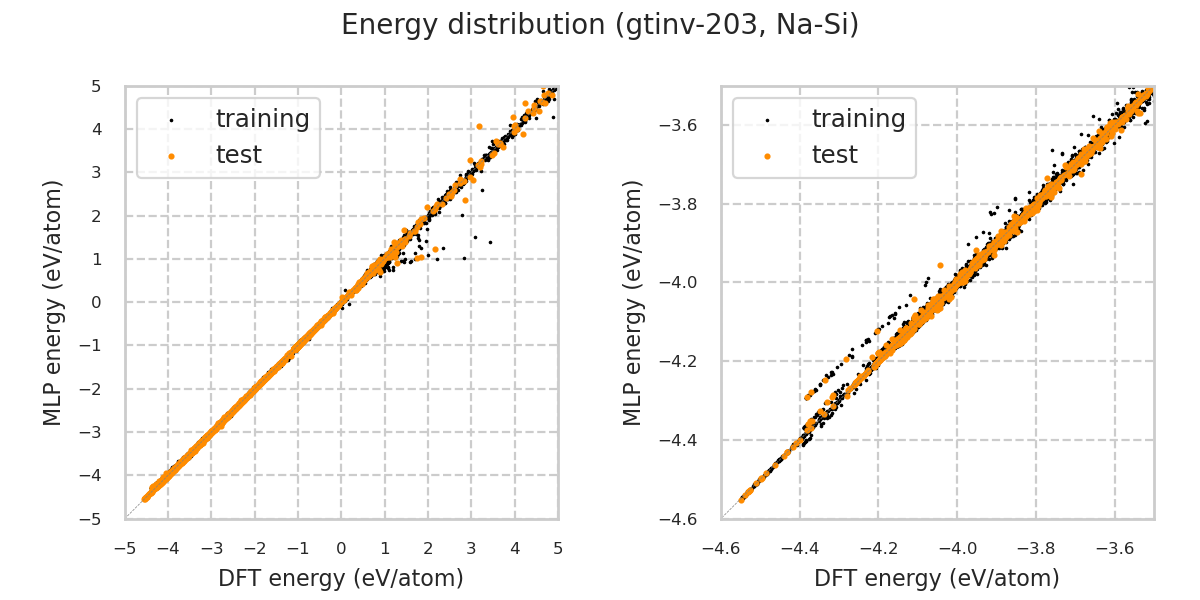 Energy distribution (gtinv-203, Na-Si)
MLP energy (eV/atom)
5
4
3
2
1
0
−1
−2
−3
−4
−5
training
test
−5 −4 −3 −2 −1 0 1 2 3 4 5
DFT energy (eV/atom)
MLP energy (eV/atom)
−3.6
−3.8
−4.0
−4.2
−4.4
−4.6
training
test
−4.6 −4.4 −4.2 −4.0 −3.8 −3.6
DFT energy (eV/atom)